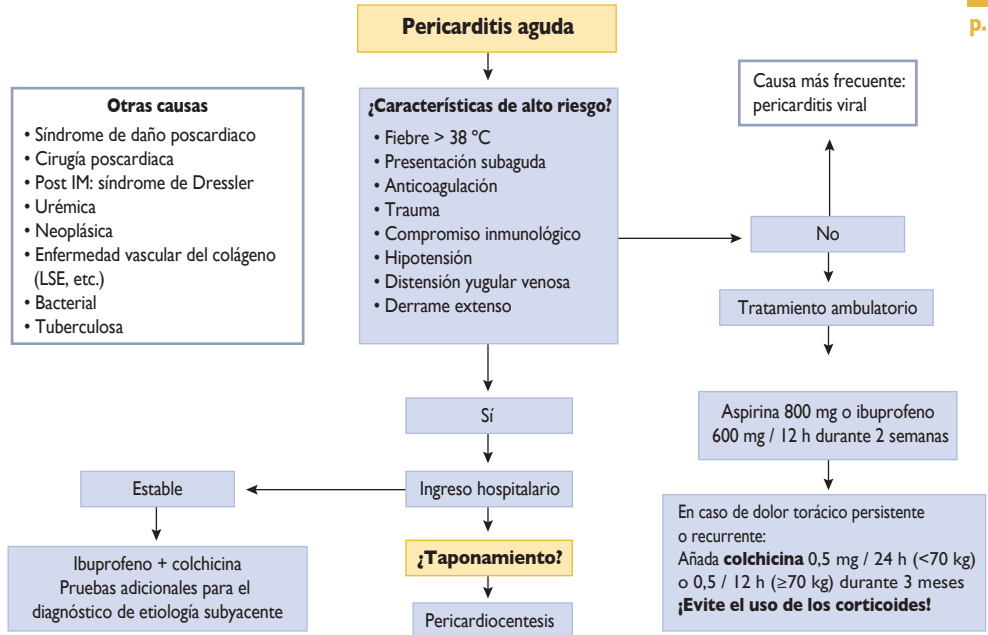 p.
Pericarditis aguda
Otras causas
• Síndrome de daño poscardiaco
• Cirugía poscardiaca
• Post IM: síndrome de Dressler
• Urémica
• Neoplásica
• Enfermedad vascular del colágeno
(LSE, etc.)
• Bacterial
• Tuberculosa
¿Características de alto riesgo?
• Fiebre > 38 °C
• Presentación subaguda
• Anticoagulación
• Trauma
• Compromiso inmunológico
• Hipotensión
• Distensión yugular venosa
• Derrame extenso
Causa más frecuente:
pericarditis viral
No
Tratamiento ambulatorio
Aspirina 800 mg o ibuprofeno
600 mg / 12 h durante 2 semanas
En caso de dolor torácico persistente
o recurrente:
Añada colchicina 0,5 mg / 24 h (<70 kg)
o 0,5 / 12 h (≥70 kg) durante 3 meses
¡Evite el uso de los corticoides!
Sí
Ingreso hospitalario
Estable
Ibuprofeno + colchicina
Pruebas adicionales para el
diagnóstico de etiología subyacente
¿Taponamiento?
Pericardiocentesis